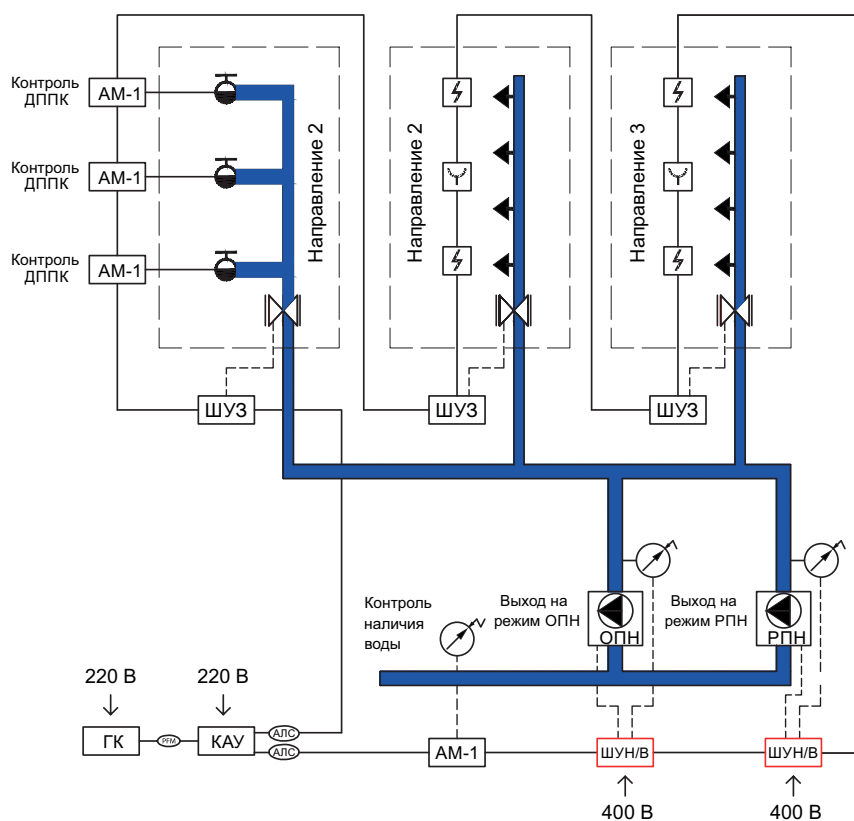 Контроль
ДППК
АМ-1
Контроль
ДППК
АМ-1
Контроль
ДППК
АМ-1
Направление 2
Направление 2
Направление 3
ШУЗ
ШУЗ
ШУЗ
Контроль
наличия
воды
Выход на
режим ОПН
ОПН
Выход на
режим РПН
РПН
220 В
220 В
ГК
PFM
КАУ
АЛС
АЛС
АМ-1
ШУН/В
ШУН/В
400 В
400 В